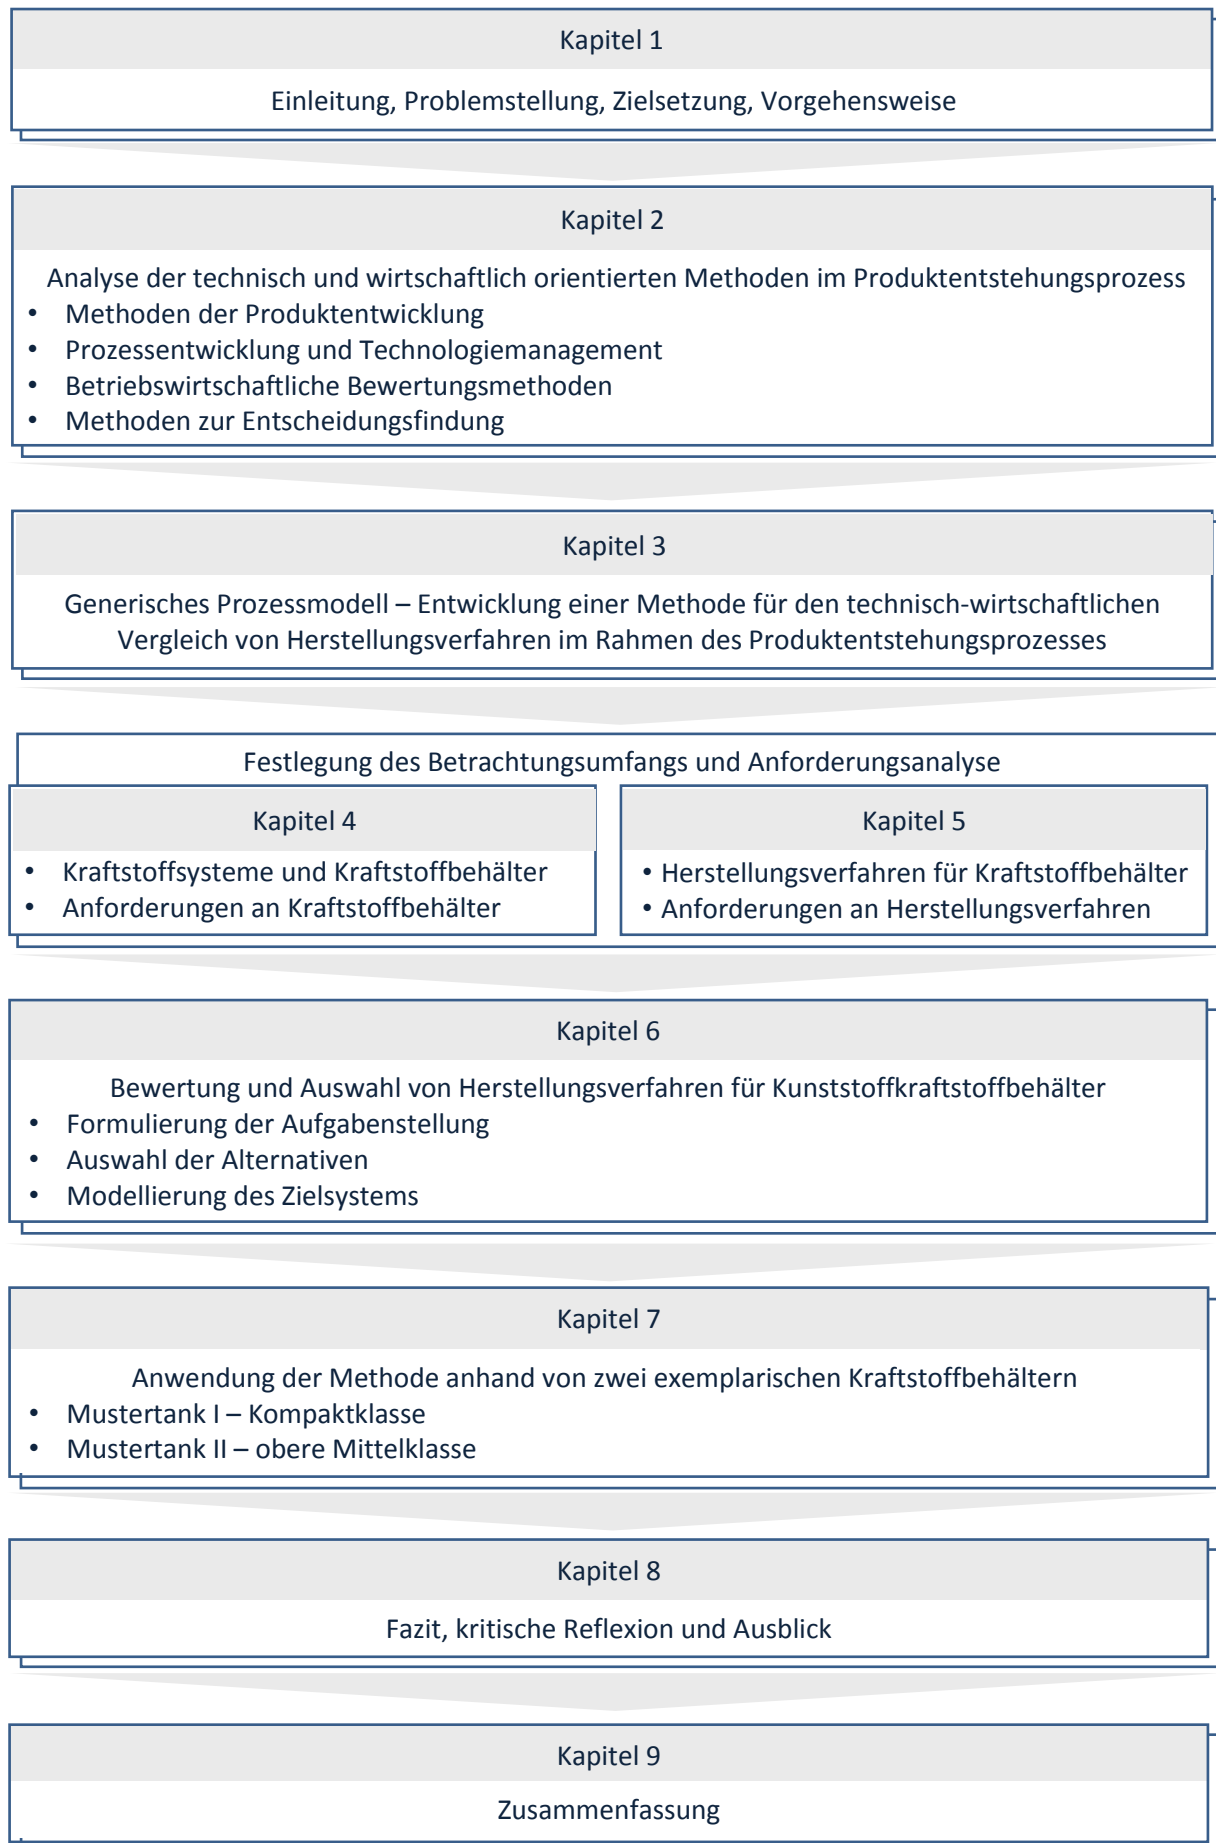 Kapitel 1
Einleitung, Problemstellung, Zielsetzung, Vorgehensweise
Kapitel 2
Analyse der technisch und wirtschaftlich orientierten Methoden im Produktentstehungsprozess
• Methoden der Produktentwicklung
• Prozessentwicklung und Technologiemanagement
• Betriebswirtschaftliche Bewertungsmethoden
• Methoden zur Entscheidungsfindung
Kapitel 3
Generisches Prozessmodell – Entwicklung einer Methode für den technisch-wirtschaftlichen
Vergleich von Herstellungsverfahren im Rahmen des Produktentstehungsprozesses
Festlegung des Betrachtungsumfangs und Anforderungsanalyse
Kapitel 4
• Kraftstoffsysteme und Kraftstoffbehälter
• Anforderungen an Kraftstoffbehälter
Kapitel 5
• Herstellungsverfahren für Kraftstoffbehälter
• Anforderungen an Herstellungsverfahren
Kapitel 6
Bewertung und Auswahl von Herstellungsverfahren für Kunststoffkraftstoffbehälter
• Formulierung der Aufgabenstellung
• Auswahl der Alternativen
• Modellierung des Zielsystems
Kapitel 7
Anwendung der Methode anhand von zwei exemplarischen Kraftstoffbehältern
• Mustertank I – Kompaktklasse
• Mustertank II – obere Mittelklasse
Kapitel 8
Fazit, kritische Reflexion und Ausblick
Kapitel 9
Zusammenfassung